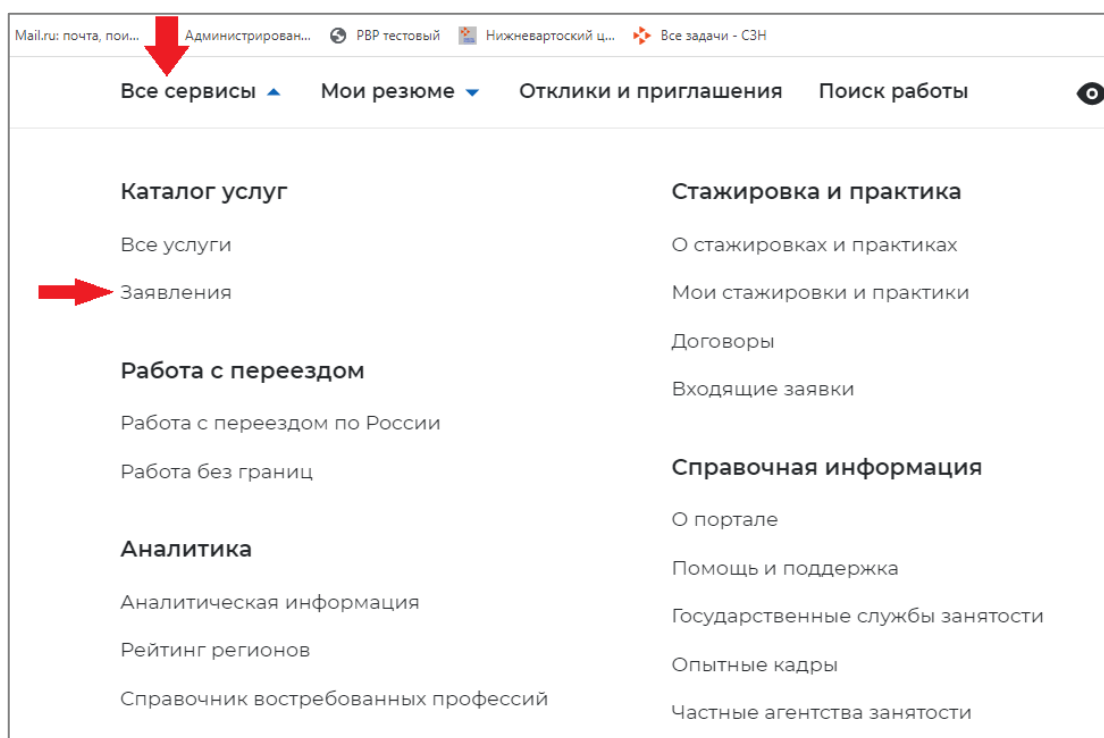 Mail.ru: почта, пои... Администрирован... РВР тестовый Нижневартоский ц... Все задачи - СЗН
Все сервисы Мои резюме Отклики и приглашения Поиск работы
Каталог услуг
Все услуги
Заявления
Работа с переездом
Работа с переездом по России
Работа без границ
Аналитика
Аналитическая информация
Рейтинг регионов
Справочник востребованных профессий
Стажировка и практика
О стажировках и практиках
Мои стажировки и практики
Договоры
Входящие заявки
Справочная информация
О портале
Помощь и поддержка
Государственные службы занятости
Опытные кадры
Частные агентства занятости